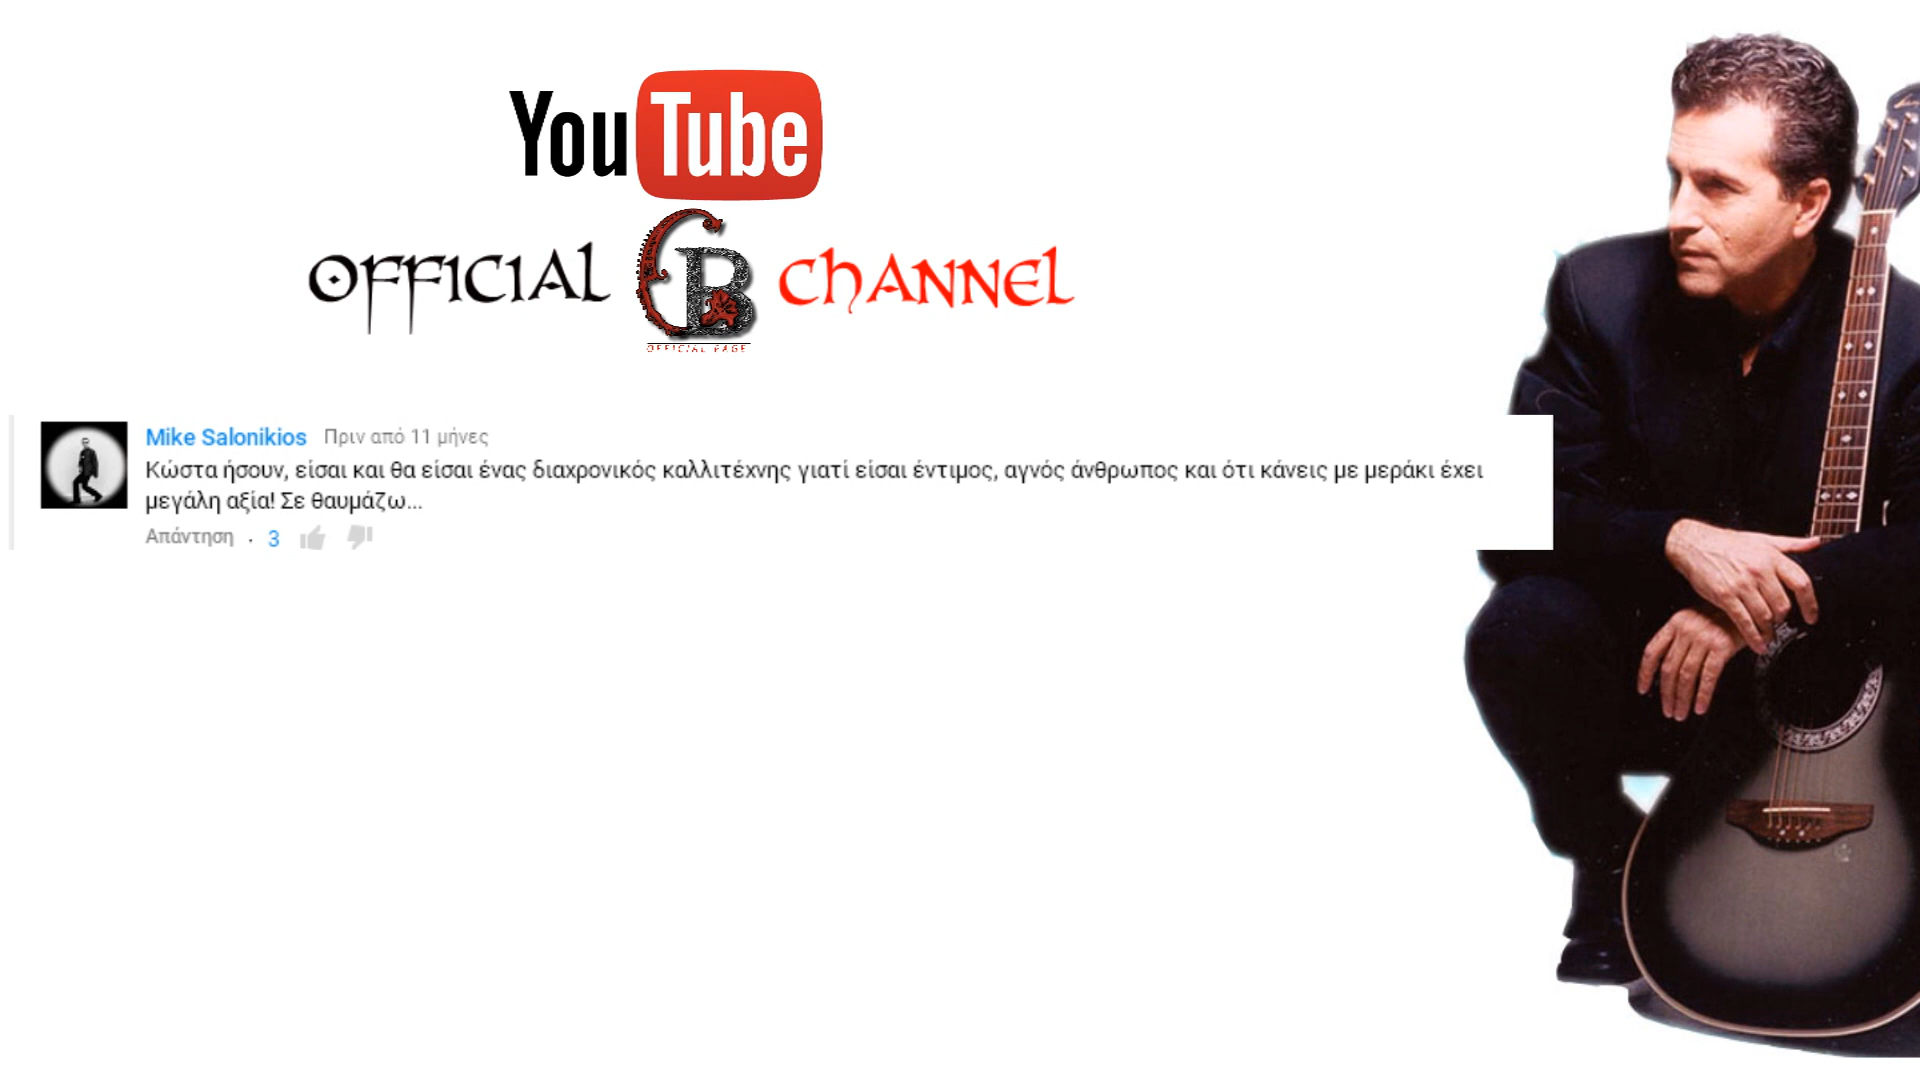 YouTube
OFFICIAL CB CHANNEL
OFFICIAL PAGE
Mike Salonikios Πριν από 11 μήνες
Κώστα ήσουν, είσαι και θα είσαι ένας διαχρονικός καλλιτέχνης γιατί είσαι έντιμος, αγνός άνθρωπος και ότι κάνεις με μεράκι έχει
μεγάλη αξία! Σε θαυμάζω...
Απάντηση · 3